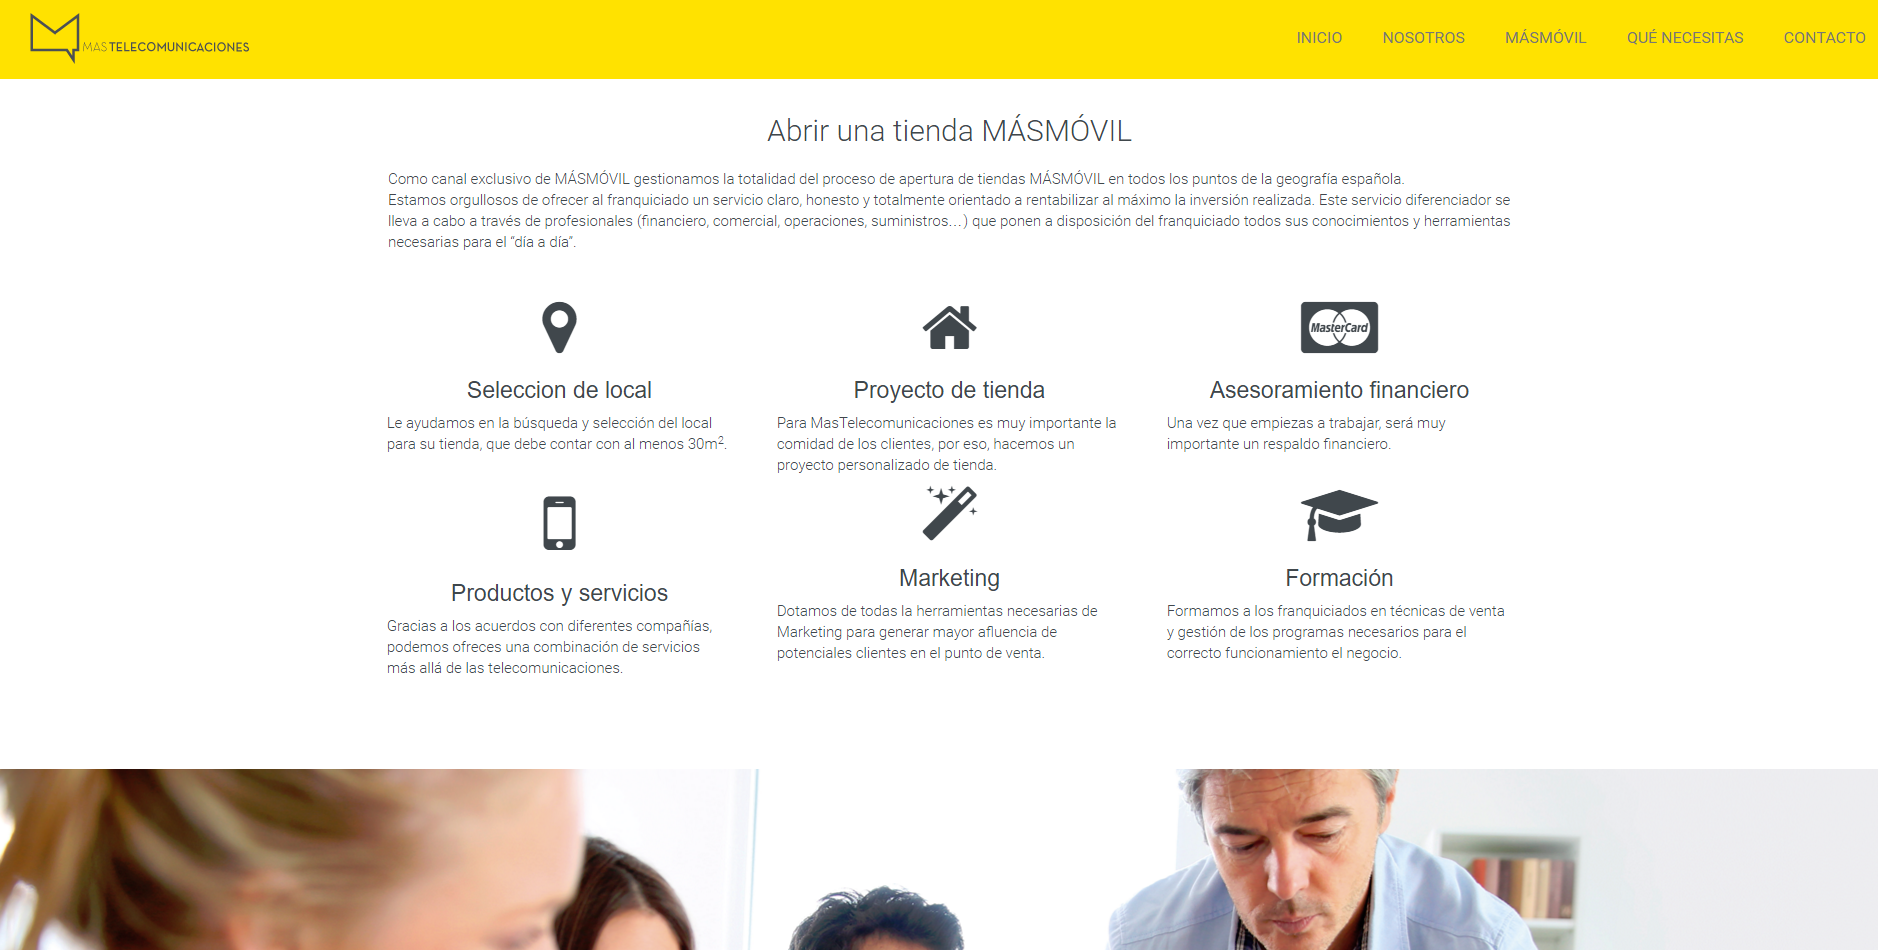 MASTELECOMUNICACIONES
INICIO NOSOTROS MÁSMÓVIL QUÉ NECESITAS CONTACTO
Abrir una tienda MÁSMÓVIL
Como canal exclusivo de MÁSMÓVIL gestionamos la totalidad del proceso de apertura de tiendas MÁSMÓVIL en todos los puntos de la geografía española.
Estamos orgullosos de ofrecer al franquiciado un servicio claro, honesto y totalmente orientado a rentabilizar al máximo la inversión realizada. Este servicio diferenciador se
lleva a cabo a través de profesionales (financiero, comercial, operaciones, suministros…) que ponen a disposición del franquiciado todos sus conocimientos y herramientas
necesarias para el “día a día”.
Seleccion de local
Le ayudamos en la búsqueda y selección del local
para su tienda, que debe contar con al menos 30m².
Proyecto de tienda
Para MasTelecomunicaciones es muy importante la
comidad de los clientes, por eso, hacemos un
proyecto personalizado de tienda.
MasterCard
Asesoramiento financiero
Una vez que empiezas a trabajar, será muy
importante un respaldo financiero.
Productos y servicios
Gracias a los acuerdos con diferentes compañías,
podemos ofreces una combinación de servicios
más allá de las telecomunicaciones.
Marketing
Dotamos de todas la herramientas necesarias de
Marketing para generar mayor afluencia de
potenciales clientes en el punto de venta.
Formación
Formamos a los franquiciados en técnicas de venta
y gestión de los programas necesarios para el
correcto funcionamiento el negocio.